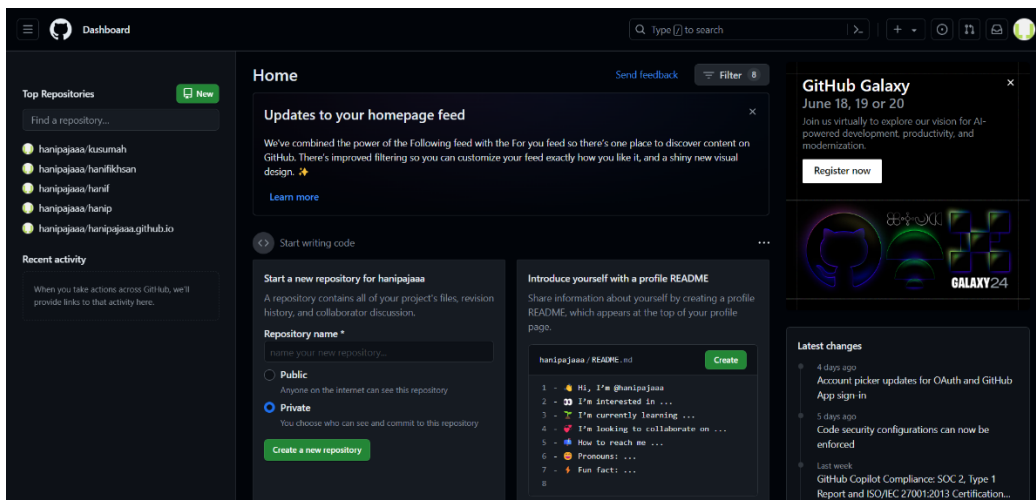 Dashboard
Type / to search
Top Repositories
New
Find a repository...
hanipajaaa/kusumah
hanipajaaa/hanifikhsan
hanipajaaa/hanif
hanipajaaa/hanip
hanipajaaa/hanipajaaa.github.io
Recent activity
When you take actions across GitHub, we'll
provide links to that activity here.
Home
Send feedback
Filter 8
Updates to your homepage feed
We've combined the power of the Following feed with the For you feed so there's one place to discover content on
GitHub. There's improved filtering so you can customize your feed exactly how you like it, and a shiny new visual
design. ✨
Learn more
Start writing code
Start a new repository for hanipajaaa
A repository contains all of your project's files, revision
history, and collaborator discussion.
Repository name *
name your new repository...
Public
Anyone on the internet can see this repository
Private
You choose who can see and commit to this repository
Create a new repository
Introduce yourself with a profile README
Share information about yourself by creating a profile
README, which appears at the top of your profile
page.
hanipajaaa / README.md
Create
1 - 👋 Hi, I'm @hanipajaaa
2 - 👀 I'm interested in ...
3 - 🌱 I'm currently learning ...
4 - 💞️ I'm looking to collaborate on ...
5 - 📫 How to reach me ...
6 - 😄 Pronouns: ...
7 - ⚡ Fun fact: ...
8
GitHub Galaxy
June 18, 19 or 20
Join us virtually to explore our vision for AI-
powered development, productivity, and
modernization.
Register now
GALAXY24
Latest changes
4 days ago
Account picker updates for OAuth and GitHub
App sign-in
5 days ago
Code security configurations can now be
enforced
Last week
GitHub Copilot Compliance: SOC 2, Type 1
Report and ISO/IEC 27001:2013 Certification...